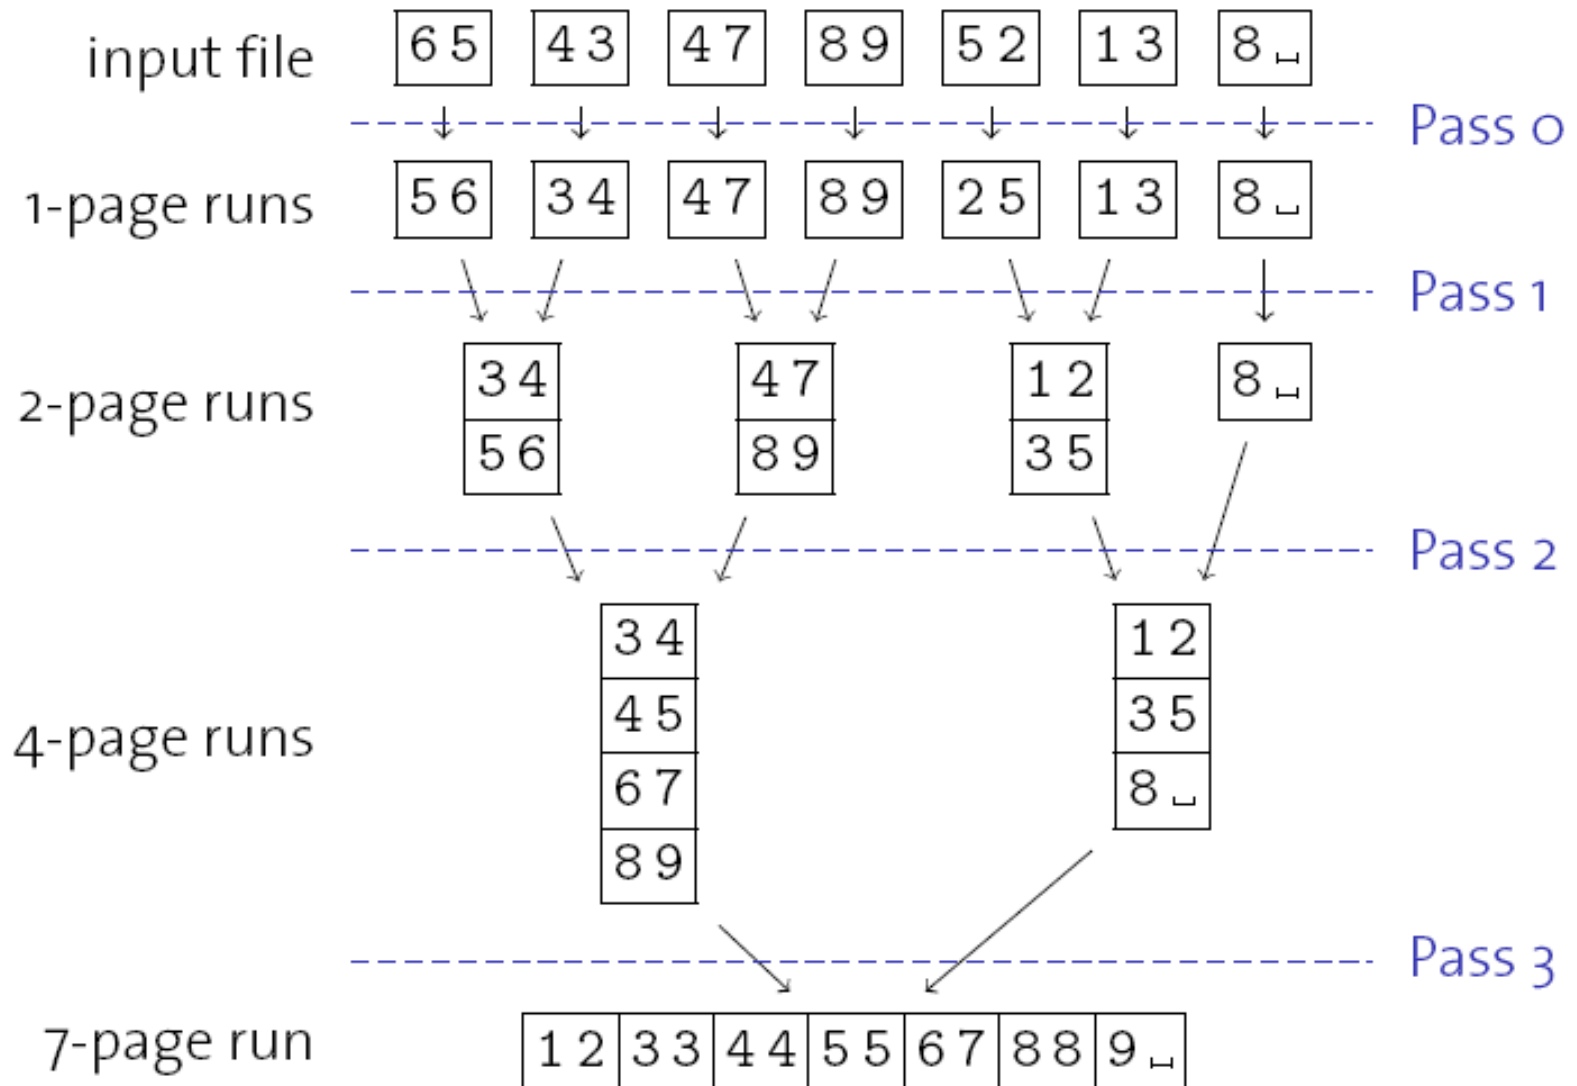 input file 6 5 4 3 4 7 8 9 5 2 1 3 8 ␣
Pass 0
1-page runs 5 6 3 4 4 7 8 9 2 5 1 3 8 ␣
Pass 1
2-page runs
3 4 4 7 1 2 8 ␣
5 6 8 9 3 5
Pass 2
4-page runs
3 4 1 2
4 5 3 5
6 7 8 ␣
8 9
Pass 3
7-page run 1 2 3 3 4 4 5 5 6 7 8 8 9 ␣